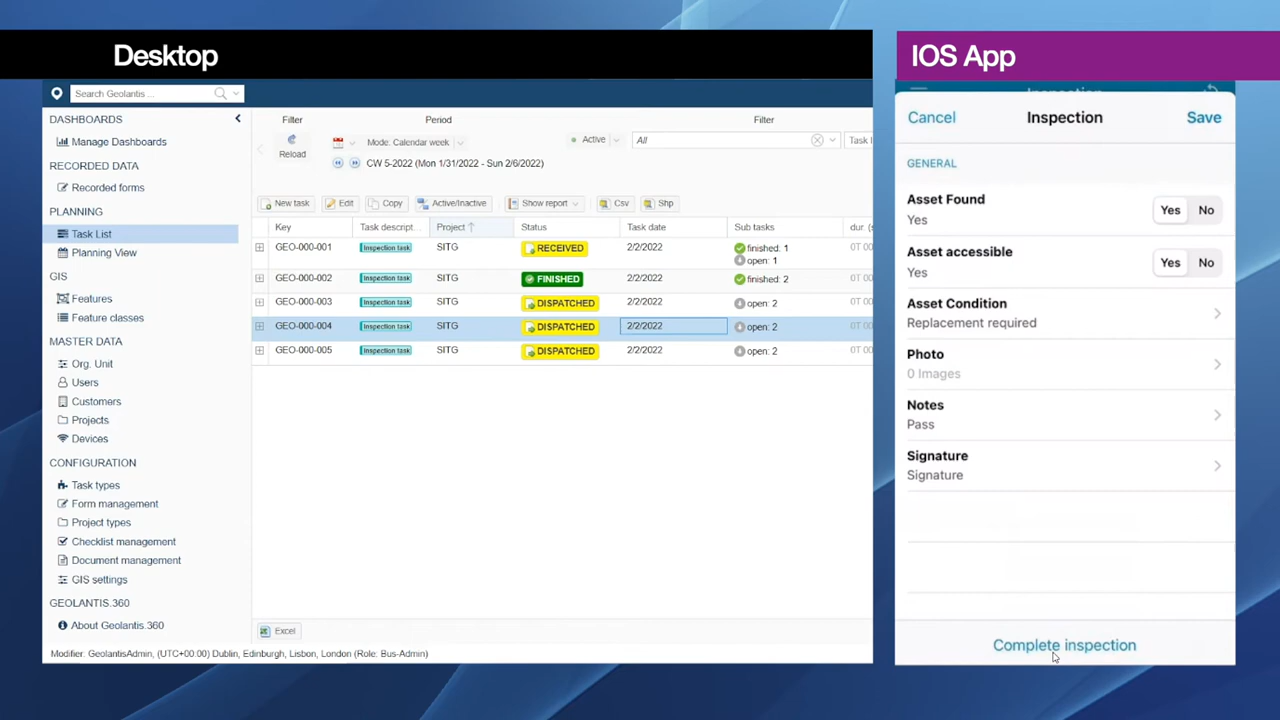 Desktop
IOS App
Search Geolantis ...
DASHBOARDS
Manage Dashboards
RECORDED DATA
Recorded forms
PLANNING
Task List
Planning View
GIS
Features
Feature classes
MASTER DATA
Org. Unit
Users
Customers
Projects
Devices
CONFIGURATION
Task types
Form management
Project types
Checklist management
Document management
GIS settings
GEOLANTIS.360
About Geolantis.360
Filter Period Filter
Reload
Mode: Calendar week
Active
All
CW 5-2022 (Mon 1/31/2022 - Sun 2/6/2022)
New task Edit Copy Active/Inactive Show report Csv Shp
Key Task descript... Project Status Task date Sub tasks dur. (
GEO-000-001 Inspection task SITG RECEIVED 2/2/2022 finished: 1
open: 1
GEO-000-002 Inspection task SITG FINISHED 2/2/2022 finished: 2
GEO-000-003 Inspection task SITG DISPATCHED 2/2/2022 open: 2 0T 00
GEO-000-004 Inspection task SITG DISPATCHED 2/2/2022 open: 2 0T 00
GEO-000-005 Inspection task SITG DISPATCHED 2/2/2022 open: 2 0T 00
Excel
Modifier: GeolantisAdmin, (UTC+00:00) Dublin, Edinburgh, Lisbon, London (Role: Bus-Admin)
Cancel Inspection Save
GENERAL
Asset Found
Yes
Yes No
Asset accessible
Yes
Yes No
Asset Condition
Replacement required
Photo
0 Images
Notes
Pass
Signature
Signature
Complete inspection